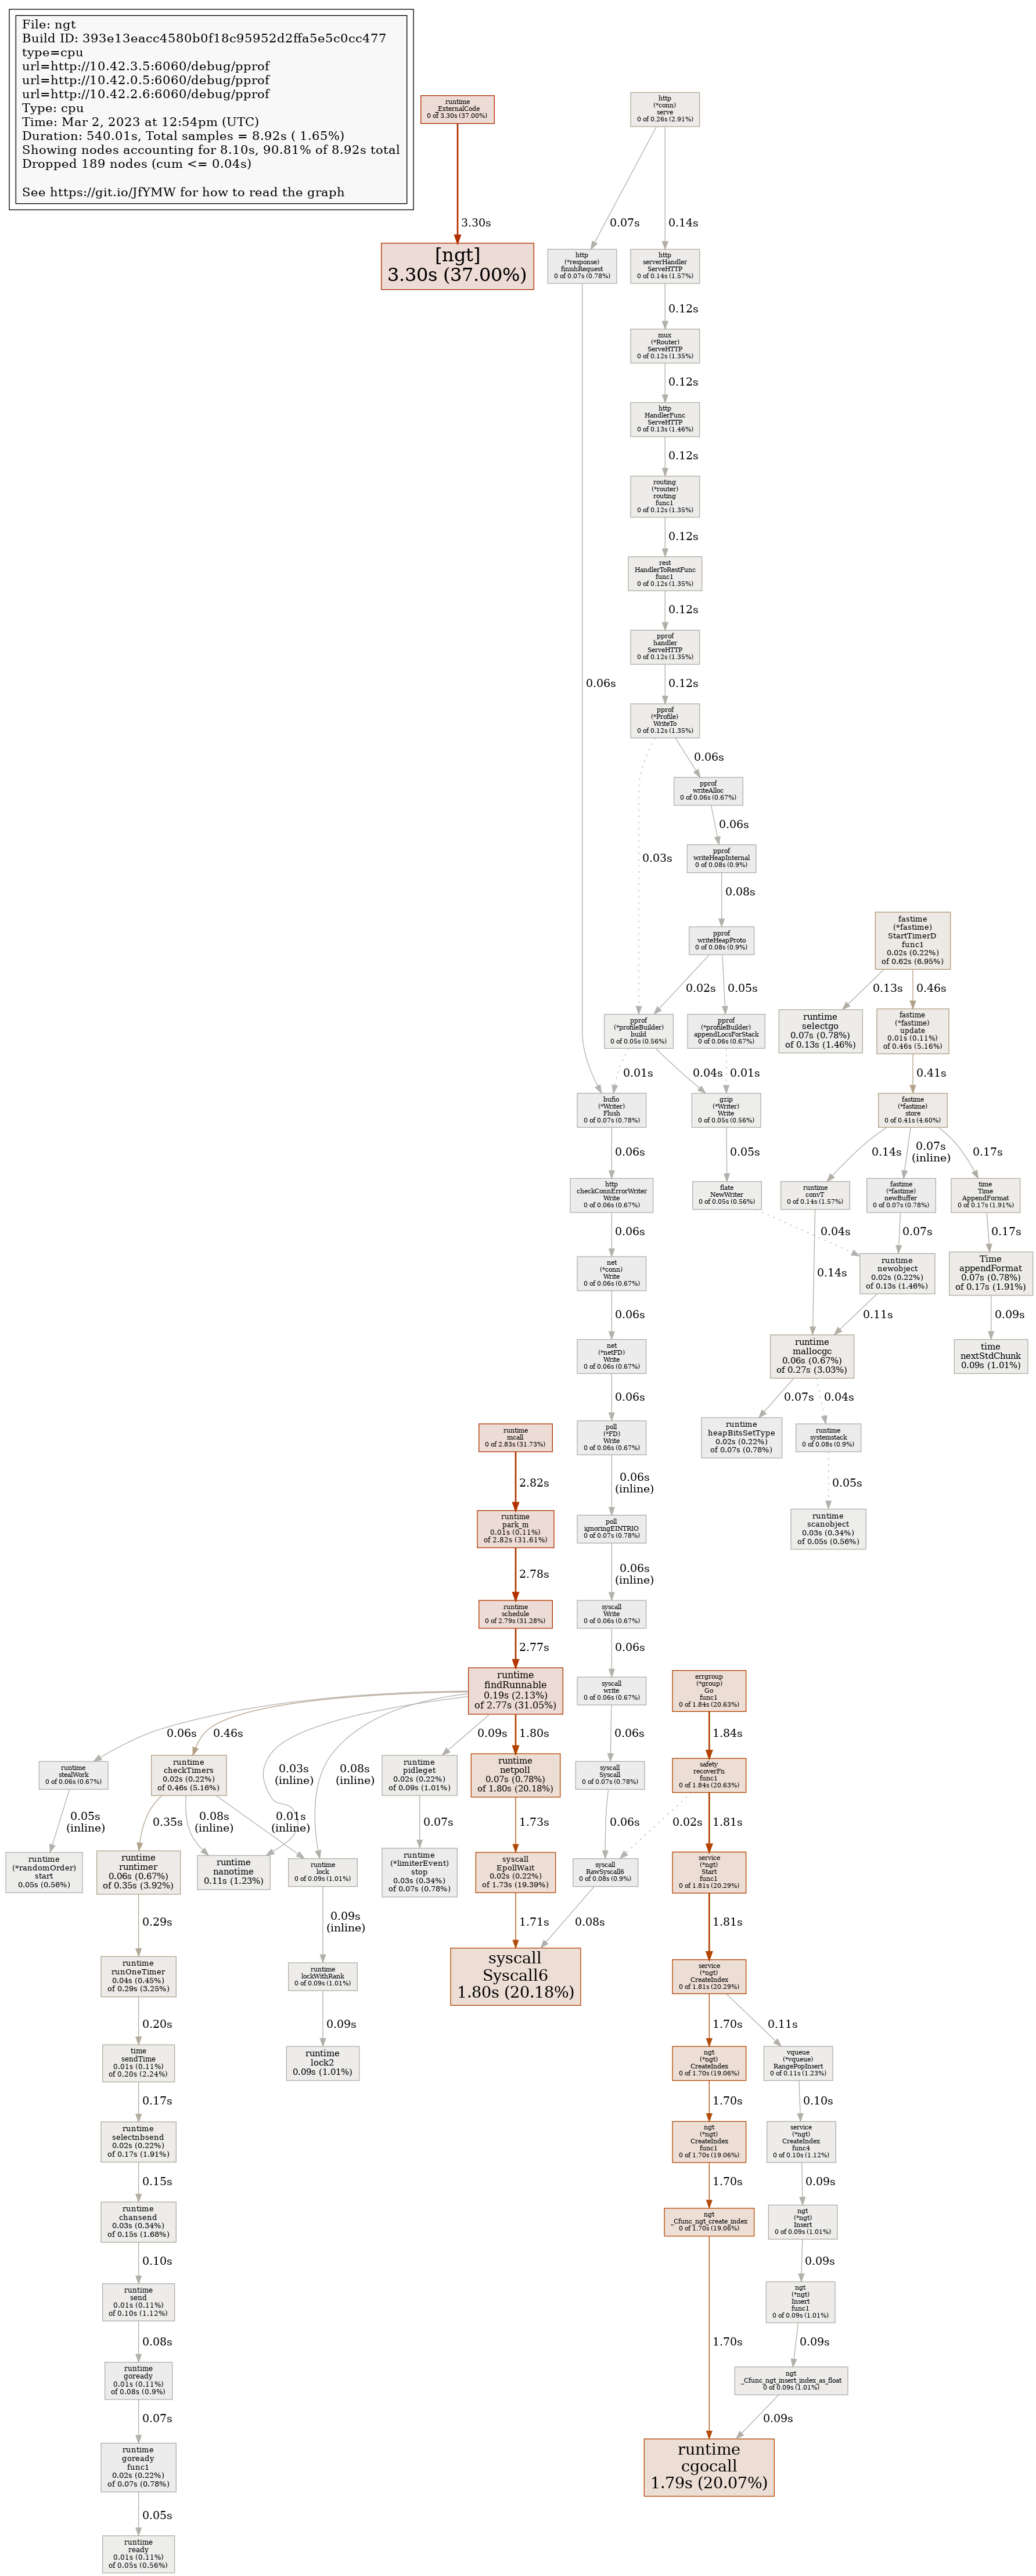 File: ngt
Build ID: 393e13eacc4580b0f18c95952d2ffa5e5c0cc477
type=cpu
url=http://10.42.3.5:6060/debug/pprof
url=http://10.42.0.5:6060/debug/pprof
url=http://10.42.2.6:6060/debug/pprof
Type: cpu
Time: Mar 2, 2023 at 12:54pm (UTC)
Duration: 540.01s, Total samples = 8.92s ( 1.65%)
Showing nodes accounting for 8.10s, 90.81% of 8.92s total
Dropped 189 nodes (cum <= 0.04s)
See https://git.io/JfYMW for how to read the graph
runtime
_ExternalCode
0 of 3.30s (37.00%)
3.30s
[ngt]
3.30s (37.00%)
http
(*conn)
serve
0 of 0.26s (2.91%)
0.07s
0.14s
http
(*response)
finishRequest
0 of 0.07s (0.78%)
http
serverHandler
ServeHTTP
0 of 0.14s (1.57%)
0.12s
mux
(*Router)
ServeHTTP
0 of 0.12s (1.35%)
0.12s
http
HandlerFunc
ServeHTTP
0 of 0.13s (1.46%)
0.12s
routing
(*router)
routing
func1
0 of 0.12s (1.35%)
0.12s
rest
HandlerToRestFunc
func1
0 of 0.12s (1.35%)
0.12s
pprof
handler
ServeHTTP
0 of 0.12s (1.35%)
0.06s
0.12s
pprof
(*Profile)
WriteTo
0 of 0.12s (1.35%)
0.06s
pprof
writeAlloc
0 of 0.06s (0.67%)
0.06s
0.03s
pprof
writeHeapInternal
0 of 0.08s (0.9%)
0.08s
pprof
writeHeapProto
0 of 0.08s (0.9%)
0.02s
0.05s
pprof
(*profileBuilder)
build
0 of 0.05s (0.56%)
pprof
(*profileBuilder)
appendLocsForStack
0 of 0.06s (0.67%)
0.01s
0.04s
0.01s
bufio
(*Writer)
Flush
0 of 0.07s (0.78%)
gzip
(*Writer)
Write
0 of 0.05s (0.56%)
0.06s
0.05s
http
checkConnErrorWriter
Write
0 of 0.06s (0.67%)
flate
NewWriter
0 of 0.05s (0.56%)
0.04s
fastime
(*fastime)
StartTimerD
func1
0.02s (0.22%)
of 0.62s (6.95%)
0.13s
0.46s
runtime
selectgo
0.07s (0.78%)
of 0.13s (1.46%)
fastime
(*fastime)
update
0.01s (0.11%)
of 0.46s (5.16%)
0.41s
fastime
(*fastime)
store
0 of 0.41s (4.60%)
0.14s
0.07s
(inline)
0.17s
runtime
convT
0 of 0.14s (1.57%)
fastime
(*fastime)
newBuffer
0 of 0.07s (0.78%)
time
Time
AppendFormat
0 of 0.17s (1.91%)
0.14s
0.07s
0.17s
runtime
newobject
0.02s (0.22%)
of 0.13s (1.46%)
Time
appendFormat
0.07s (0.78%)
of 0.17s (1.91%)
0.11s
0.09s
runtime
mallocgc
0.06s (0.67%)
of 0.27s (3.03%)
time
nextStdChunk
0.09s (1.01%)
0.07s
0.04s
runtime
heapBitsSetType
0.02s (0.22%)
of 0.07s (0.78%)
runtime
systemstack
0 of 0.08s (0.9%)
0.05s
runtime
scanobject
0.03s (0.34%)
of 0.05s (0.56%)
0.06s
net
(*conn)
Write
0 of 0.06s (0.67%)
0.06s
net
(*netFD)
Write
0 of 0.06s (0.67%)
0.06s
poll
(*FD)
Write
0 of 0.06s (0.67%)
0.06s
(inline)
poll
ignoringEINTRIO
0 of 0.07s (0.78%)
0.06s
(inline)
syscall
Write
0 of 0.06s (0.67%)
0.06s
syscall
write
0 of 0.06s (0.67%)
0.06s
syscall
Syscall
0 of 0.07s (0.78%)
0.06s
syscall
RawSyscall6
0 of 0.08s (0.9%)
0.08s
runtime
mcall
0 of 2.83s (31.73%)
2.82s
runtime
park_m
0.01s (0.11%)
of 2.82s (31.61%)
2.78s
runtime
schedule
0 of 2.79s (31.28%)
2.77s
runtime
findRunnable
0.19s (2.13%)
of 2.77s (31.05%)
0.06s
0.46s
0.03s
(inline)
0.08s
(inline)
0.09s
1.80s
runtime
stealWork
0 of 0.06s (0.67%)
runtime
checkTimers
0.02s (0.22%)
of 0.46s (5.16%)
runtime
pidleget
0.02s (0.22%)
of 0.09s (1.01%)
runtime
netpoll
0.07s (0.78%)
of 1.80s (20.18%)
0.05s
(inline)
0.35s
0.08s
(inline)
0.01s
(inline)
0.07s
1.73s
runtime
(*randomOrder)
start
0.05s (0.56%)
runtime
runtimer
0.06s (0.67%)
of 0.35s (3.92%)
runtime
nanotime
0.11s (1.23%)
runtime
lock
0 of 0.09s (1.01%)
runtime
(*limiterEvent)
stop
0.03s (0.34%)
of 0.07s (0.78%)
syscall
EpollWait
0.02s (0.22%)
of 1.73s (19.39%)
0.29s
0.09s
(inline)
1.71s
syscall
Syscall6
1.80s (20.18%)
runtime
runOneTimer
0.04s (0.45%)
of 0.29s (3.25%)
runtime
lockWithRank
0 of 0.09s (1.01%)
0.20s
0.09s
time
sendTime
0.01s (0.11%)
of 0.20s (2.24%)
runtime
lock2
0.09s (1.01%)
0.17s
runtime
selectnbsend
0.02s (0.22%)
of 0.17s (1.91%)
0.15s
runtime
chansend
0.03s (0.34%)
of 0.15s (1.68%)
0.10s
runtime
send
0.01s (0.11%)
of 0.10s (1.12%)
0.08s
runtime
goready
0.01s (0.11%)
of 0.08s (0.9%)
0.07s
runtime
goready
func1
0.02s (0.22%)
of 0.07s (0.78%)
0.05s
runtime
ready
0.01s (0.11%)
of 0.05s (0.56%)
errgroup
(*group)
Go
func1
0 of 1.84s (20.63%)
1.84s
safety
recoverFn
func1
0 of 1.84s (20.63%)
0.02s
1.81s
service
(*ngt)
Start
func1
0 of 1.81s (20.29%)
1.81s
service
(*ngt)
CreateIndex
0 of 1.81s (20.29%)
1.70s
0.11s
ngt
(*ngt)
CreateIndex
0 of 1.70s (19.06%)
vqueue
(*vqueue)
RangePopInsert
0 of 0.11s (1.23%)
1.70s
0.10s
ngt
(*ngt)
CreateIndex
func1
0 of 1.70s (19.06%)
service
(*ngt)
CreateIndex
func4
0 of 0.10s (1.12%)
1.70s
0.09s
ngt
_Cfunc_ngt_create_index
0 of 1.70s (19.06%)
ngt
(*ngt)
Insert
0 of 0.09s (1.01%)
0.09s
ngt
(*ngt)
Insert
func1
0 of 0.09s (1.01%)
1.70s
0.09s
ngt
_Cfunc_ngt_insert_index_as_float
0 of 0.09s (1.01%)
0.09s
runtime
cgocall
1.79s (20.07%)